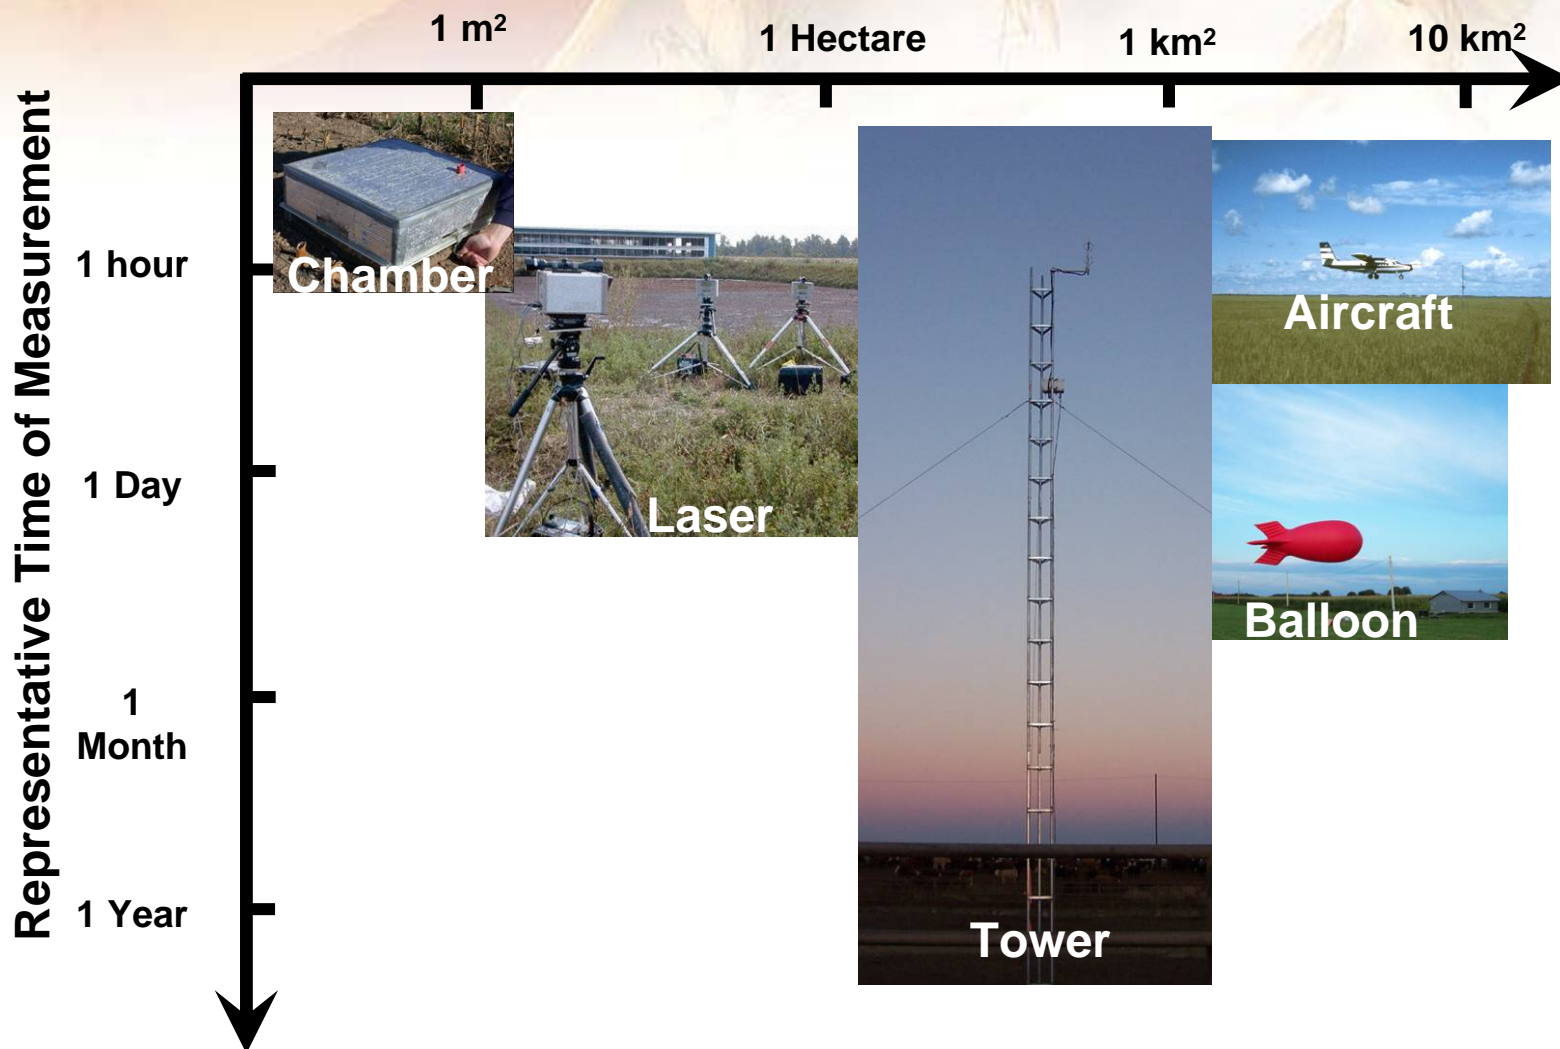 1 m²
1 Hectare
1 km²
10 km²
Representative Time of Measurement
1 hour
1 Day
1
Month
1 Year
Chamber
Laser
Tower
Aircraft
Balloon